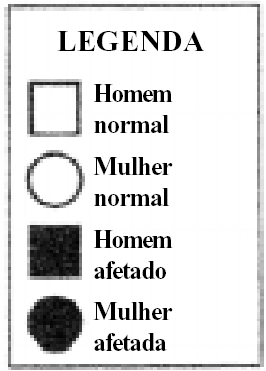 LEGENDA
Homem
normal
Mulher
normal
Homem
afetado
Mulher
afetada